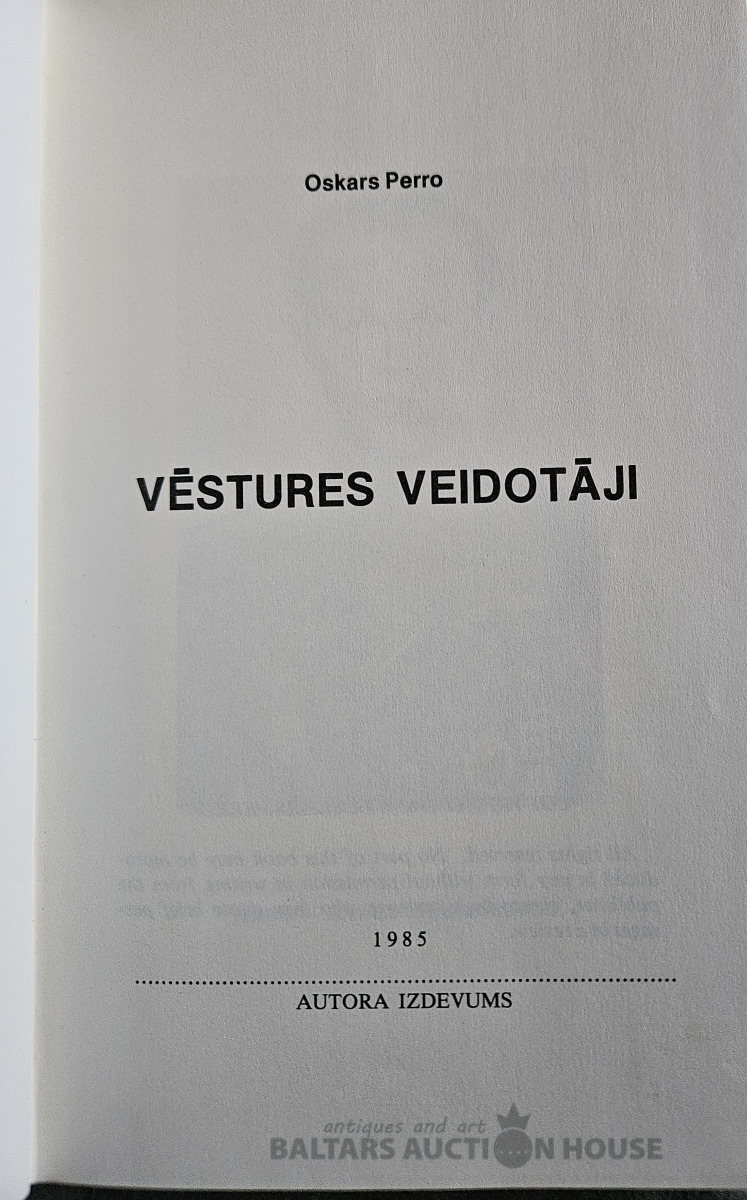 Oskars Perro
VĒSTURES VEIDOTĀJI
1985
AUTORA IZDEVUMS
antiques and art
BALTARS AUCTION HOUSE